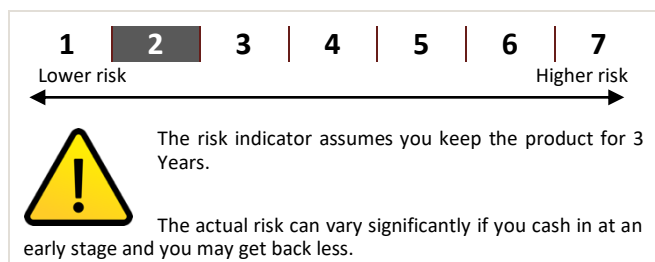 1 2 3 4 5 6 7
Lower risk Higher risk
The risk indicator assumes you keep the product for 3
Years.
The actual risk can vary significantly if you cash in at an
early stage and you may get back less.